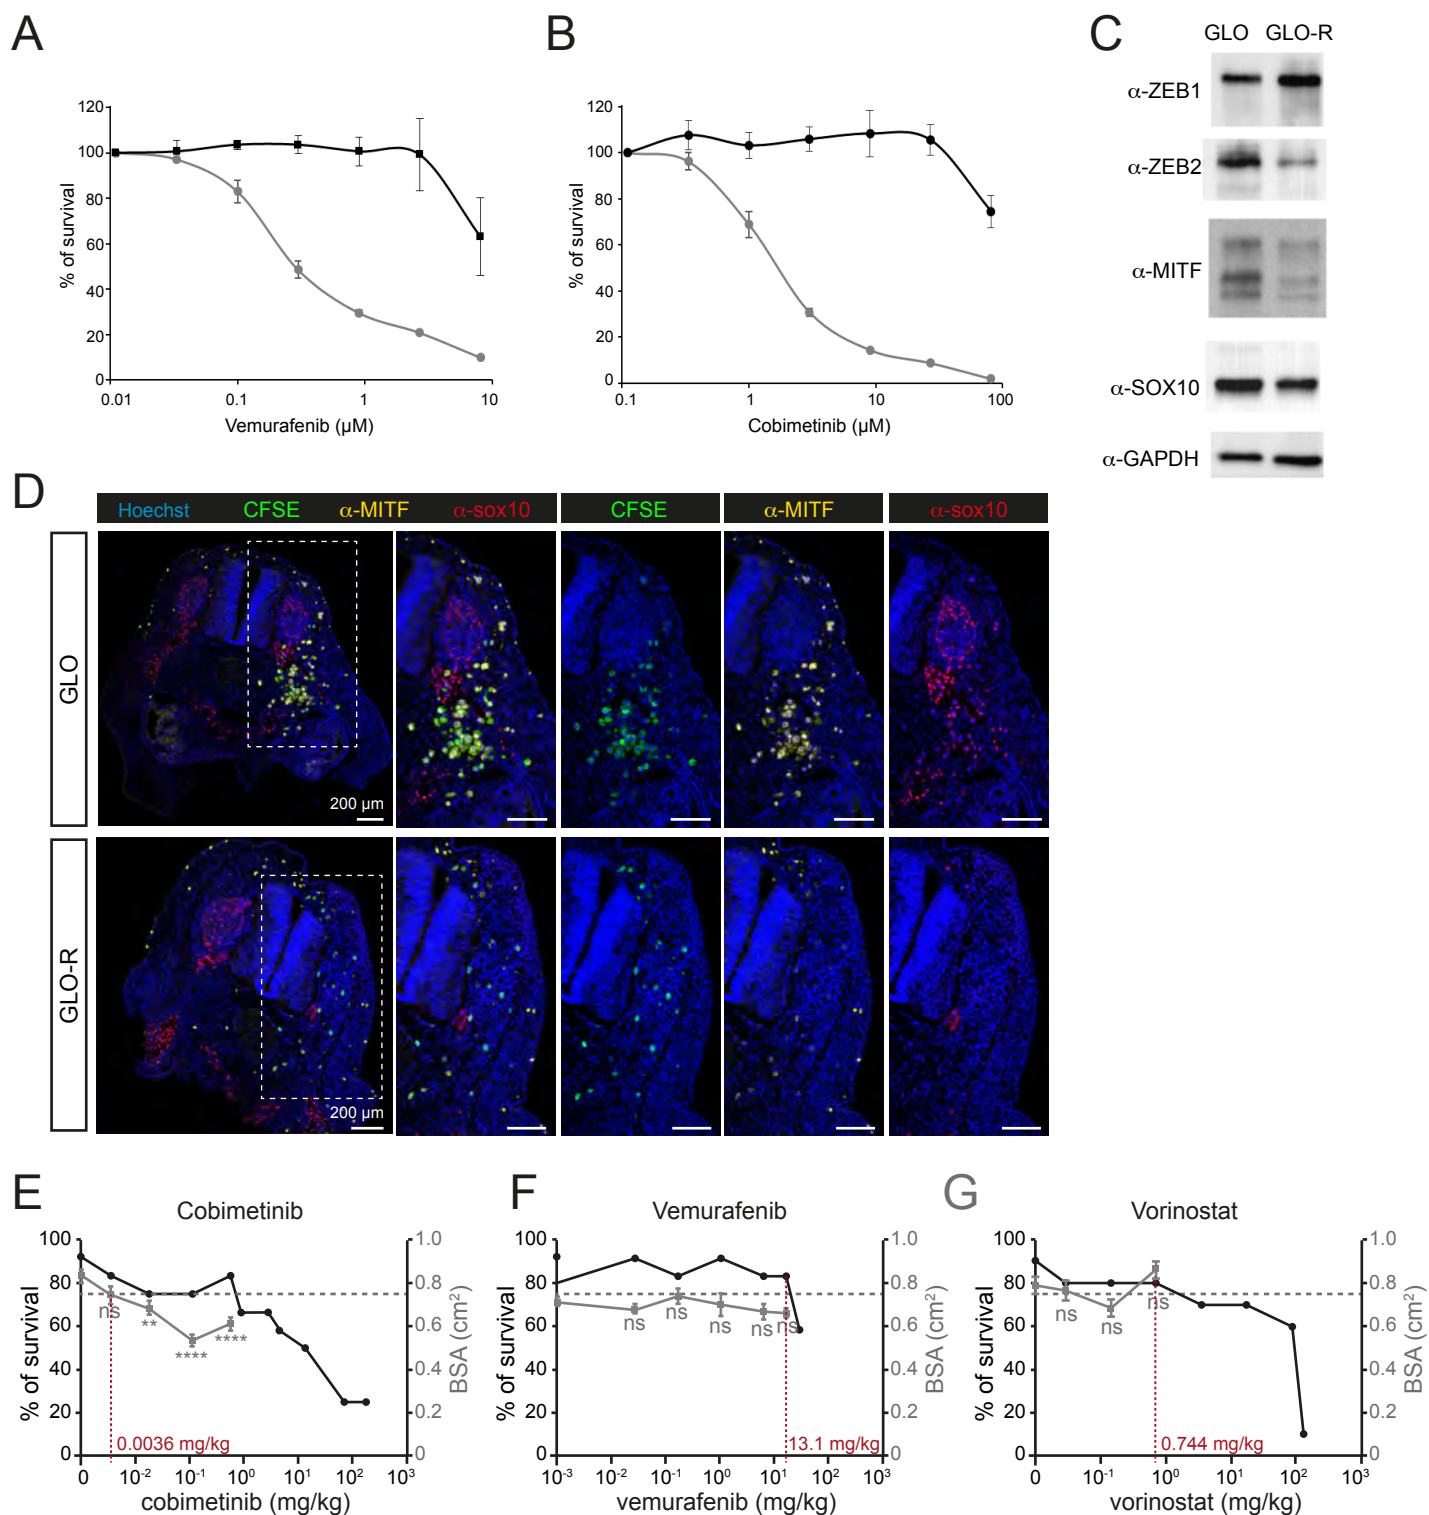 A
B
C
GLO GLO-R
α-ZEB1
α-ZEB2
α-MITF
α-SOX10
α-GAPDH
% of survival
120
100
80
60
40
20
0
0.01 0.1 1 10
Vemurafenib (µM)
% of survival
120
100
80
60
40
20
0
0.1 1 10 100
Cobimetinib (µM)
D
Hoechst CFSE α-MITF α-sox10 CFSE α-MITF α-sox10
GLO
200 µm
GLO-R
200 µm
E
Cobimetinib
% of survival
100
80
60
40
20
0
1.0
0.8
0.6
0.4
0.2
0
BSA (cm²)
ns
**
****
****
0.0036 mg/kg
0 10⁻² 10⁻¹ 10⁰ 10¹ 10² 10³
cobimetinib (mg/kg)
F
Vemurafenib
% of survival
100
80
60
40
20
0
1.0
0.8
0.6
0.4
0.2
0
BSA (cm²)
ns ns ns ns ns
13.1 mg/kg
10⁻³ 10⁻² 10⁻¹ 10⁰ 10¹ 10² 10³
vemurafenib (mg/kg)
G
Vorinostat
% of survival
100
80
60
40
20
0
1.0
0.8
0.6
0.4
0.2
0
BSA (cm²)
ns ns ns
0.744 mg/kg
0 10⁻¹ 10⁰ 10¹ 10² 10³
vorinostat (mg/kg)